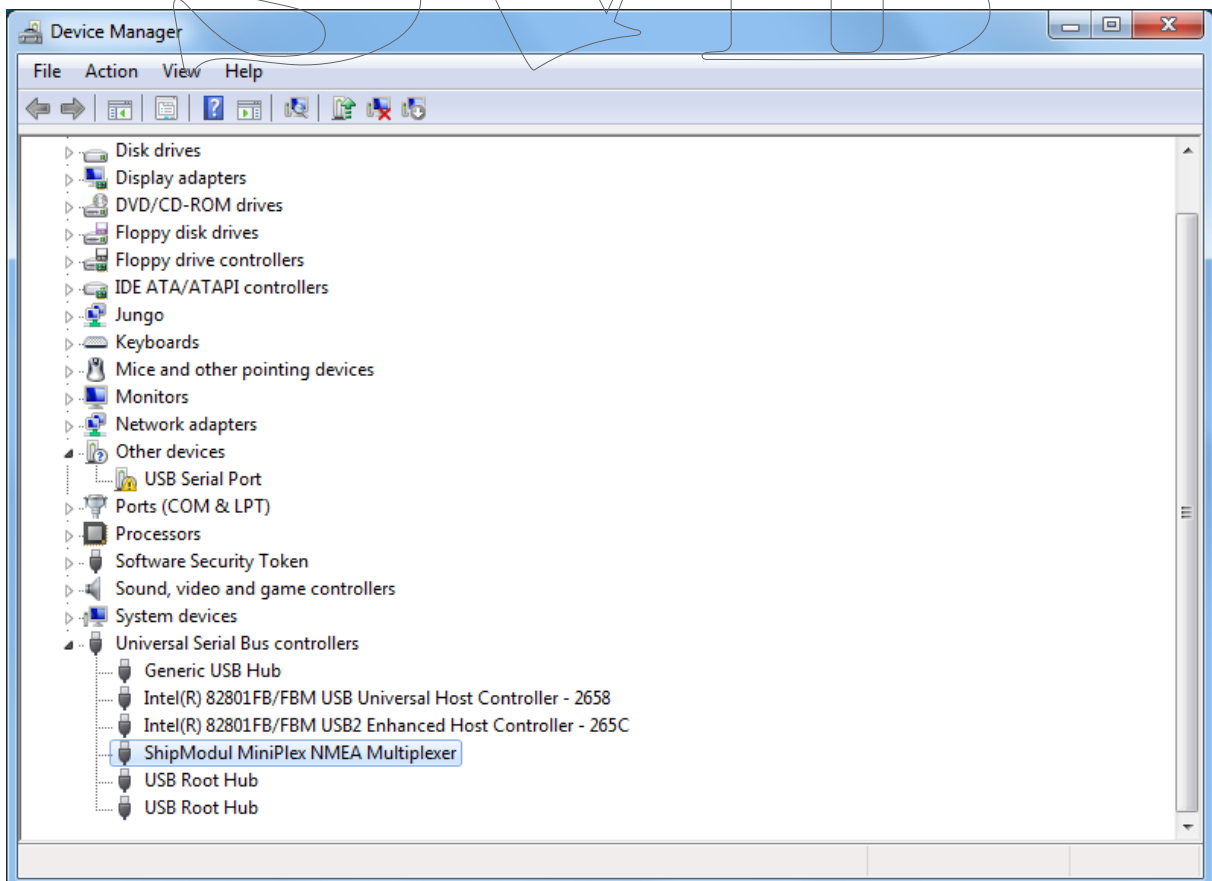 Device Manager
File Action View Help
Disk drives
Display adapters
DVD/CD-ROM drives
Floppy disk drives
Floppy drive controllers
IDE ATA/ATAPI controllers
Jungo
Keyboards
Mice and other pointing devices
Monitors
Network adapters
Other devices
USB Serial Port
Ports (COM & LPT)
Processors
Software Security Token
Sound, video and game controllers
System devices
Universal Serial Bus controllers
Generic USB Hub
Intel(R) 82801FB/FBM USB Universal Host Controller - 2658
Intel(R) 82801FB/FBM USB2 Enhanced Host Controller - 265C
ShipModul MiniPlex NMEA Multiplexer
USB Root Hub
USB Root Hub